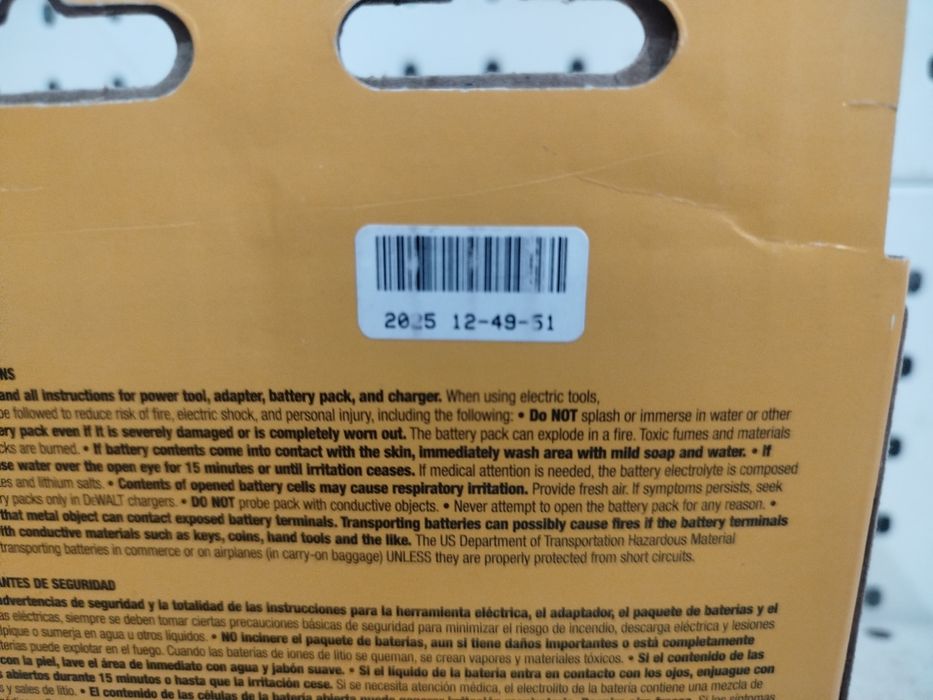 2025 12-49-51
NS
and all instructions for power tool, adapter, battery pack, and charger. When using electric tools,
be followed to reduce risk of fire, electric shock, and personal injury, including the following: • Do NOT splash or immerse in water or other
ery pack even if it is severely damaged or is completely worn out. The battery pack can explode in a fire. Toxic fumes and materials
cks are burned. • If battery contents come into contact with the skin, immediately wash area with mild soap and water. • If
se water over the open eye for 15 minutes or until irritation ceases. If medical attention is needed, the battery electrolyte is composed
es and lithium salts. • Contents of opened battery cells may cause respiratory irritation. Provide fresh air. If symptoms persists, seek
ry packs only in DeWALT chargers. • DO NOT probe pack with conductive objects. • Never attempt to open the battery pack for any reason. •
that metal object can contact exposed battery terminals. Transporting batteries can possibly cause fires if the battery terminals
ith conductive materials such as keys, coins, hand tools and the like. The US Department of Transportation Hazardous Material
transporting batteries in commerce or on airplanes (in carry-on baggage) UNLESS they are properly protected from short circuits.
ANTES DE SEGURIDAD
advertencias de seguridad y la totalidad de las instrucciones para la herramienta eléctrica, el adaptador, el paquete de baterías y el
as eléctricas, siempre se deben tomar ciertas precauciones básicas de seguridad para minimizar el riesgo de incendio, descarga eléctrica y lesiones
lpique o sumerja en agua u otros líquidos. • NO incinere el paquete de baterías, aun si tiene daños importantes o está completamente
terías puede explotar en el fuego. Cuando las baterías de iones de litio se queman, se crean vapores y materiales tóxicos. • Si el contenido de las
con la piel, lave el área de inmediato con agua y jabón suave. • Si el líquido de la batería entra en contacto con los ojos, enjuague con
s abiertos durante 15 minutos o hasta que la irritación cese. Si se necesita atención médica, el electrolito de la batería contiene una mezcla de
s y sales de litio. • El contenido de las células de la batería abierta puede